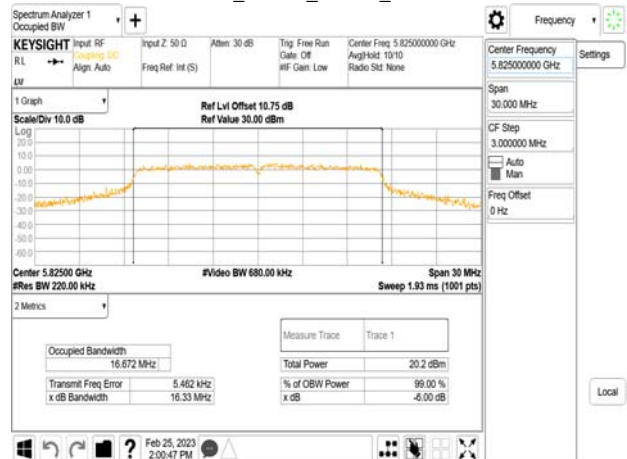 Spectrum Analyzer 1
Occupied BW
Frequency
KEYSIGHT
Input: RF
Coupling: DC
Align: Auto
Input Z: 50 Ω
Freq Ref: Int (S)
Atten: 30 dB
Trig: Free Run
Gate: Off
#IF Gain: Low
Center Freq: 5.825000000 GHz
Avg|Hold: 10/10
Radio Std: None
RL
LW
Center Frequency
5.825000000 GHz
Settings
Span
30.000 MHz
CF Step
3.000000 MHz
Auto
Man
Freq Offset
0 Hz
1 Graph
Scale/Div 10.0 dB
Ref Lvl Offset 10.75 dB
Ref Value 30.00 dBm
Log
20.0
10.0
0.00
-10.0
-20.0
-30.0
-40.0
-50.0
-60.0
Center 5.82500 GHz
#Video BW 680.00 kHz
Span 30 MHz
#Res BW 220.00 kHz
Sweep 1.93 ms (1001 pts)
2 Metrics
Measure Trace
Trace 1
Occupied Bandwidth
16.672 MHz
Total Power
20.2 dBm
Transmit Freq Error
5.462 kHz
% of OBW Power
99.00 %
x dB Bandwidth
16.33 MHz
x dB
-6.00 dB
Local
Feb 25, 2023
2:00:47 PM